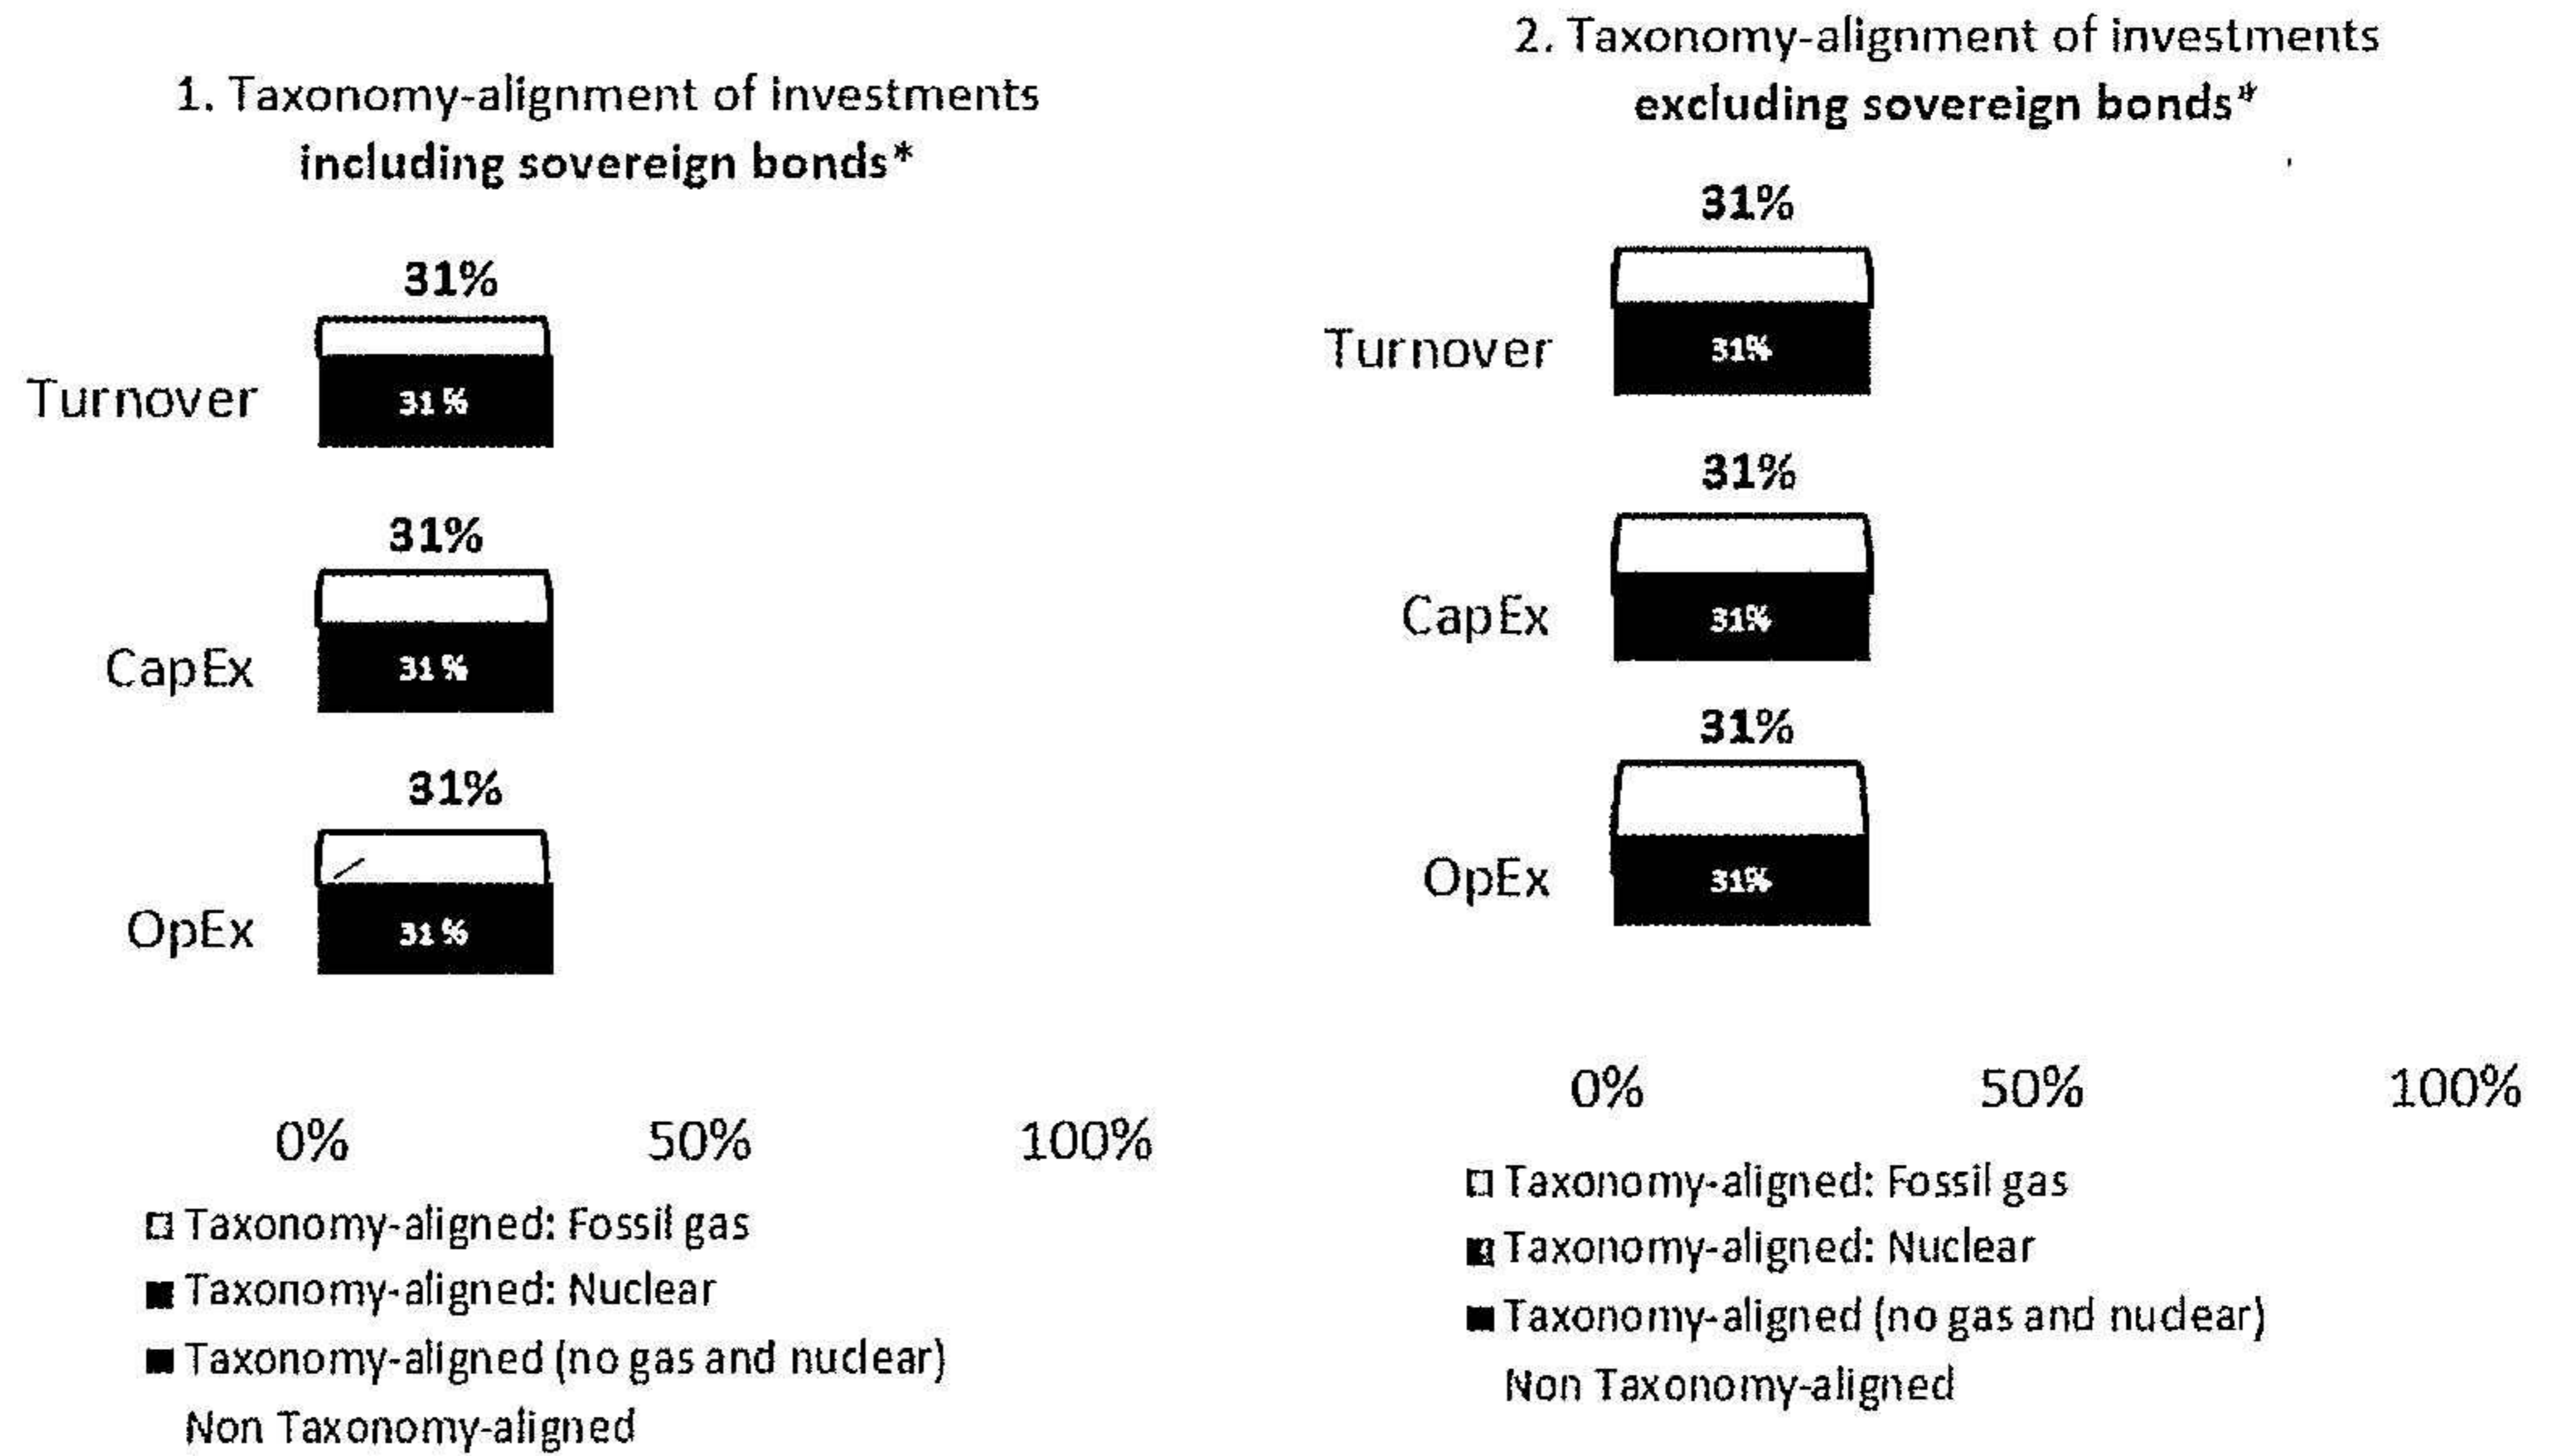 1. Taxonomy-alignment of investments
including sovereign bonds*
31%
Turnover
31%
31%
CapEx
31%
31%
OpEx
31%
0% 50% 100%
Taxonomy-aligned: Fossil gas
Taxonomy-aligned: Nuclear
Taxonomy-aligned (no gas and nuclear)
Non Taxonomy-aligned
2. Taxonomy-alignment of investments
excluding sovereign bonds*
31%
Turnover
31%
31%
CapEx
31%
31%
OpEx
31%
0% 50% 100%
Taxonomy-aligned: Fossil gas
Taxonomy-aligned: Nuclear
Taxonomy-aligned (no gas and nuclear)
Non Taxonomy-aligned